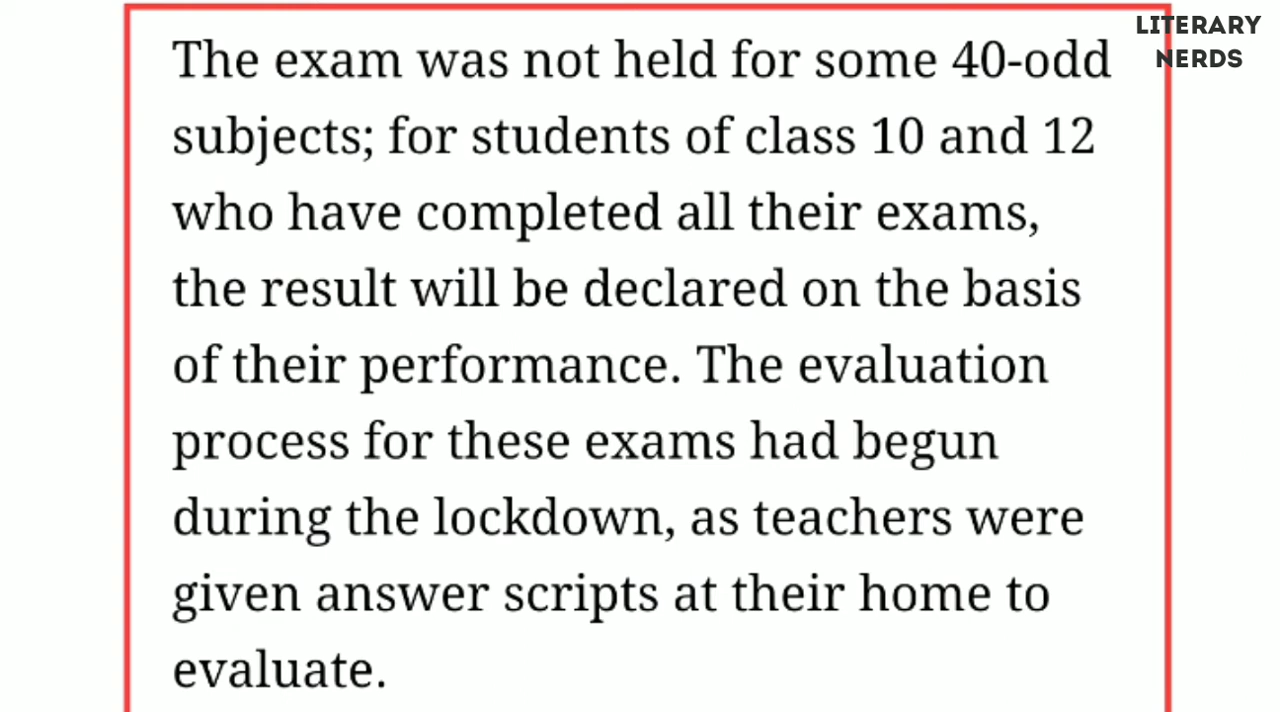 The exam was not held for some 40-odd
subjects; for students of class 10 and 12
who have completed all their exams,
the result will be declared on the basis
of their performance. The evaluation
process for these exams had begun
during the lockdown, as teachers were
given answer scripts at their home to
evaluate.
LITERARY
NERDS